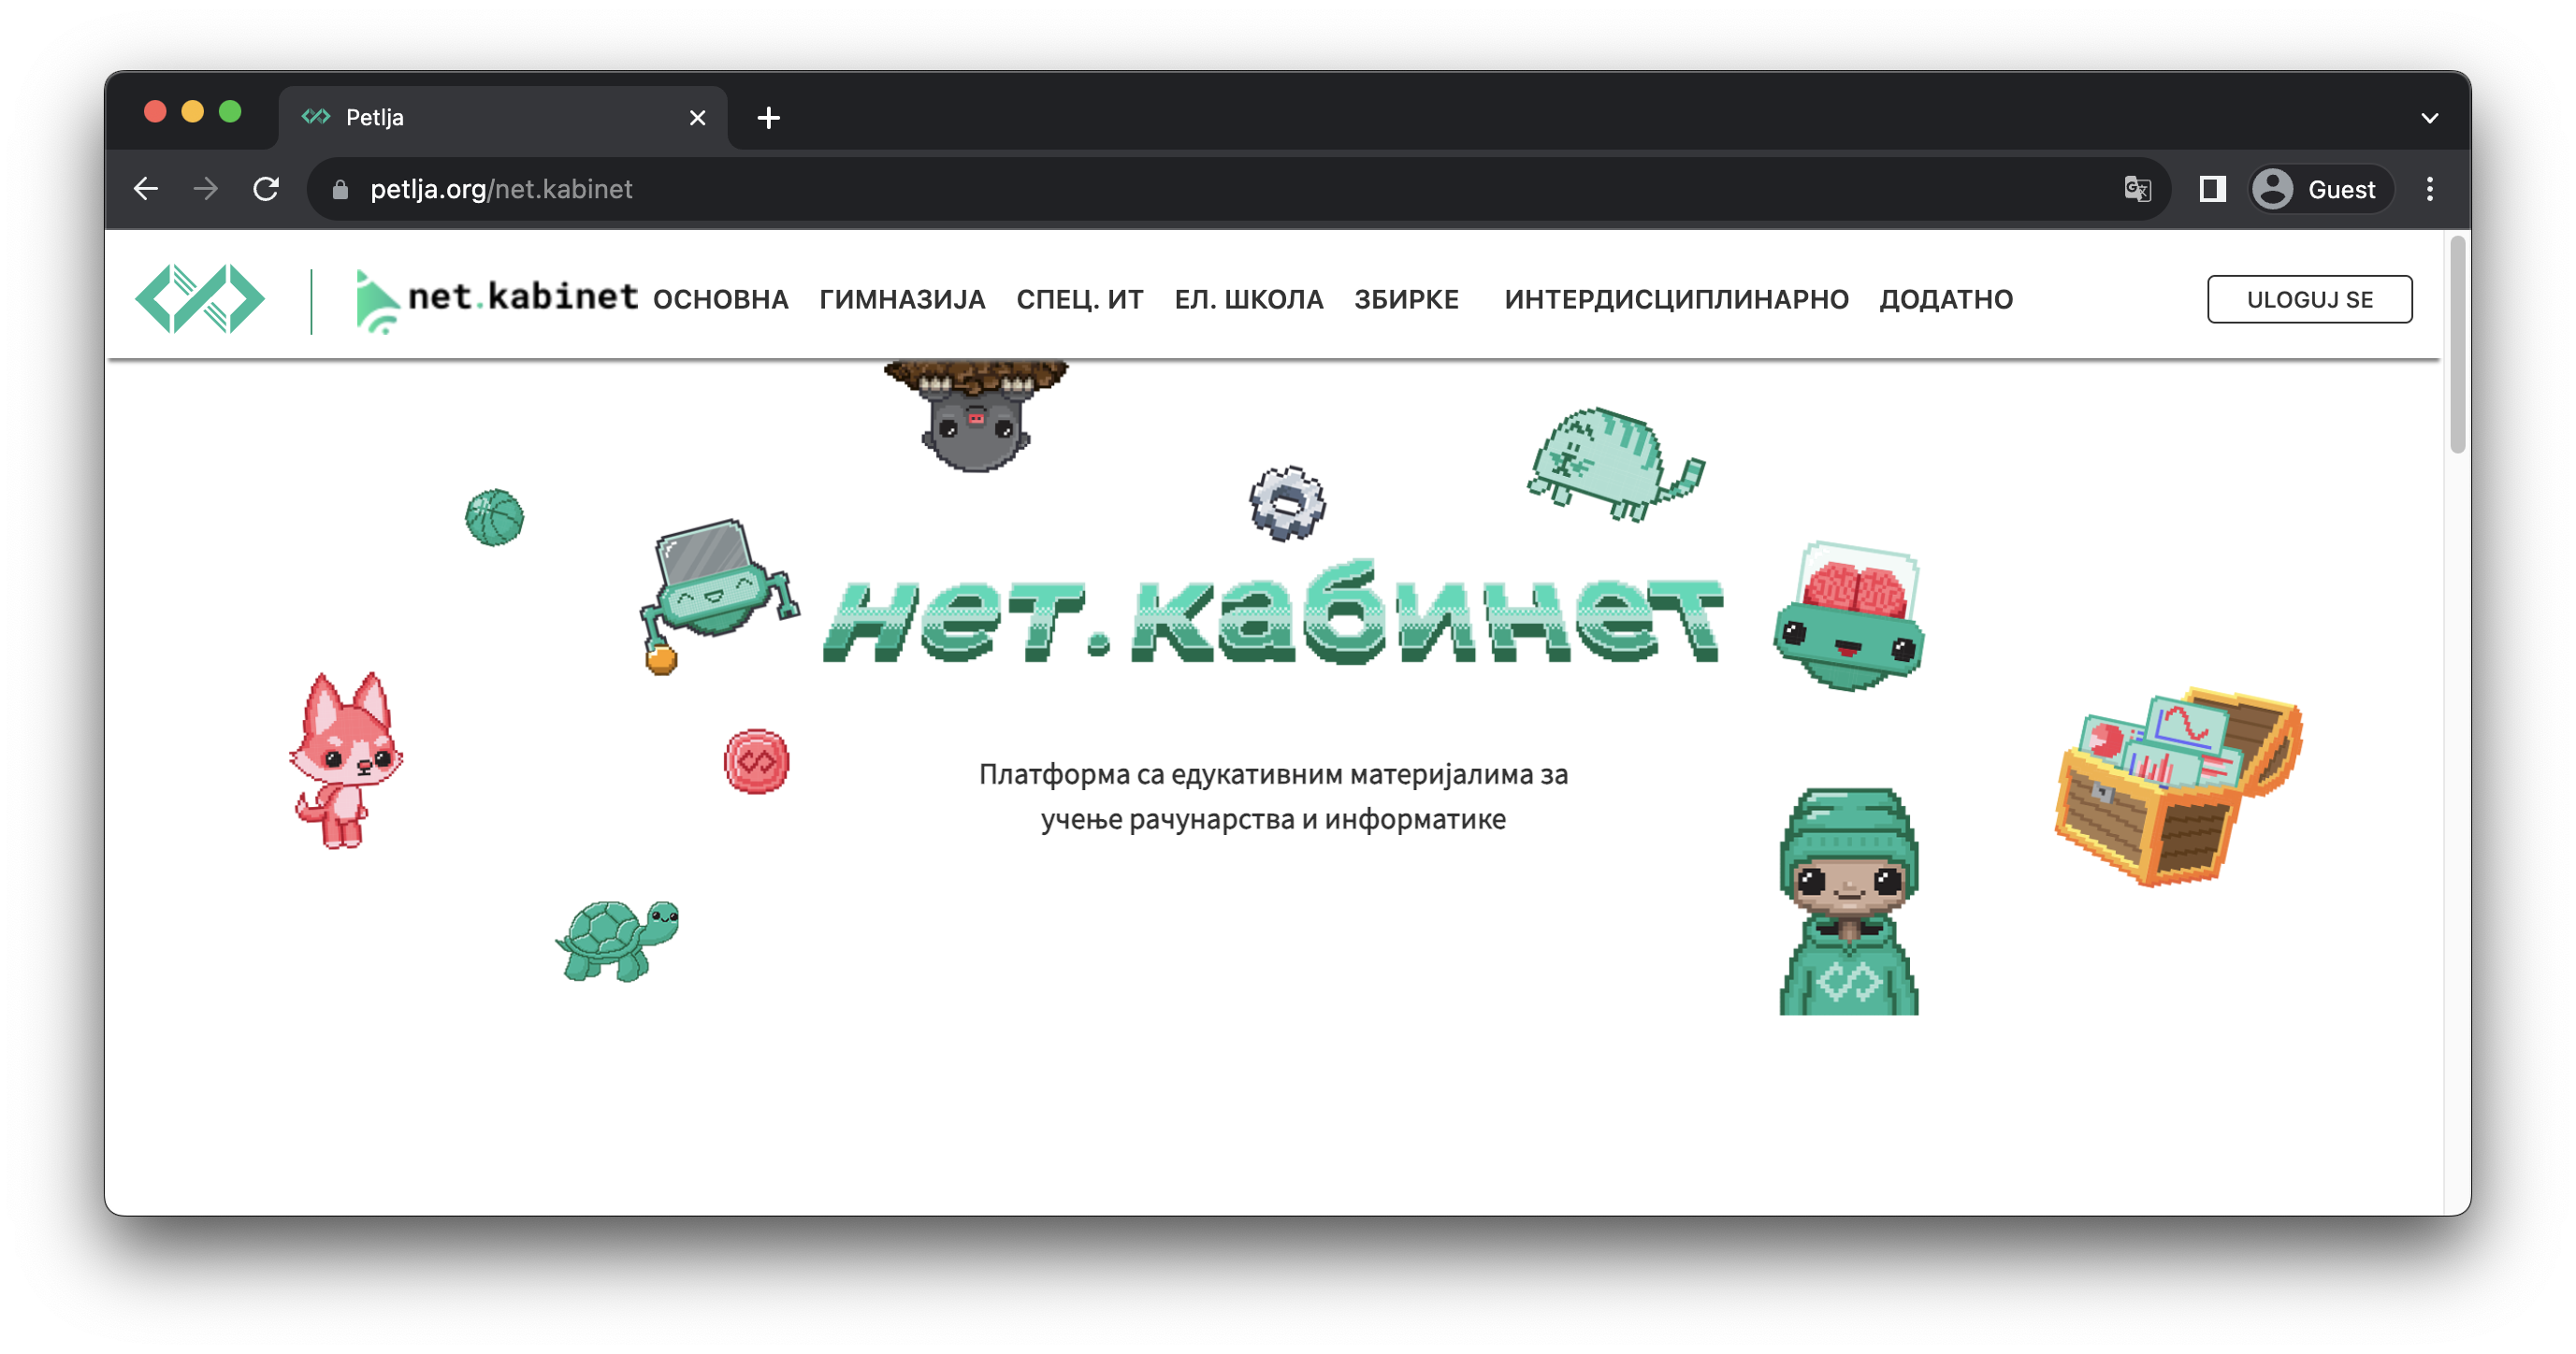 Petlja
petlja.org/net.kabinet
Guest
net.kabinet ОСНОВНА ГИМНАЗИЈА СПЕЦ. ИТ ЕЛ. ШКОЛА ЗБИРКЕ ИНТЕРДИСЦИПЛИНАРНО ДОДАТНО ULOGUJ SE
нет.кабинет
Платформа са едукативним материјалима за
учење рачунарства и информатике